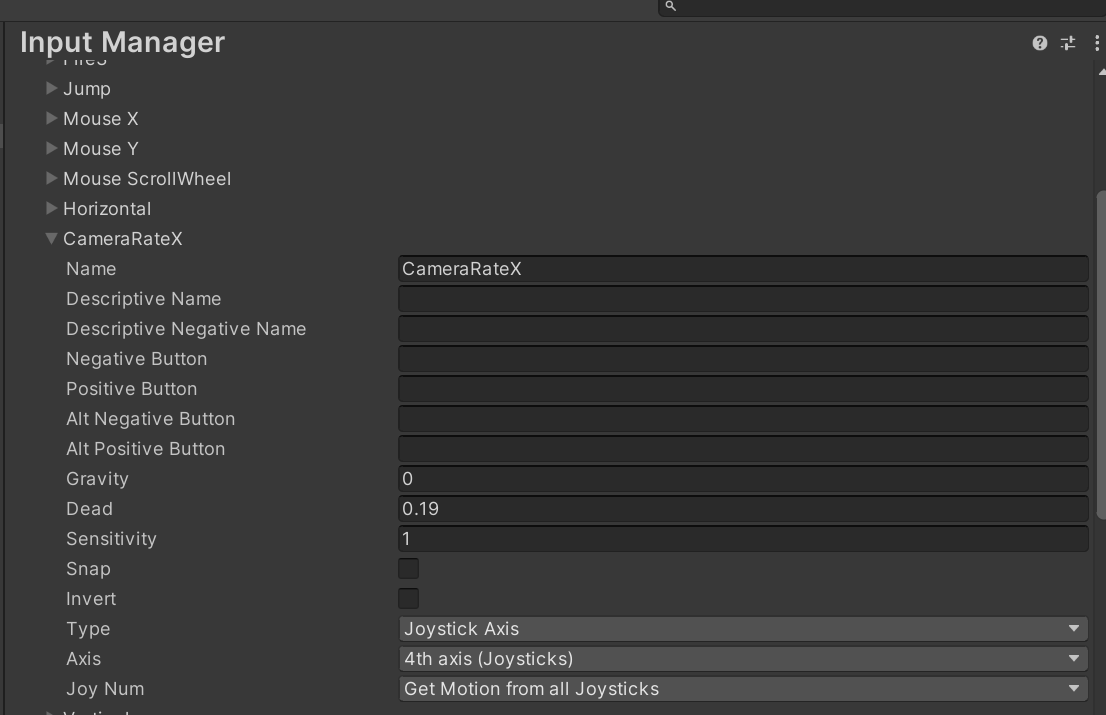 Input Manager
Jump
Mouse X
Mouse Y
Mouse ScrollWheel
Horizontal
CameraRateX
Name CameraRateX
Descriptive Name
Descriptive Negative Name
Negative Button
Positive Button
Alt Negative Button
Alt Positive Button
Gravity 0
Dead 0.19
Sensitivity 1
Snap
Invert
Type Joystick Axis
Axis 4th axis (Joysticks)
Joy Num Get Motion from all Joysticks